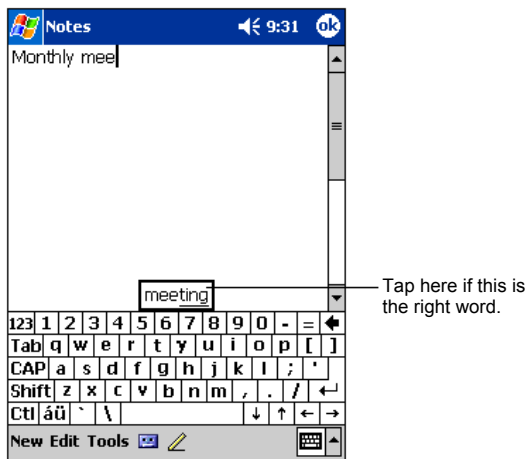 Notes 9:31 ok
Monthly mee
meeting
Tap here if this is
the right word.
123 1 2 3 4 5 6 7 8 9 0 - = ←
Tab q w e r t y u i o p [ ]
CAP a s d f g h j k l ; '
Shift z x c v b n m , . / ↵
Ctl áü ` \ ↓ ↑ ← →
New Edit Tools